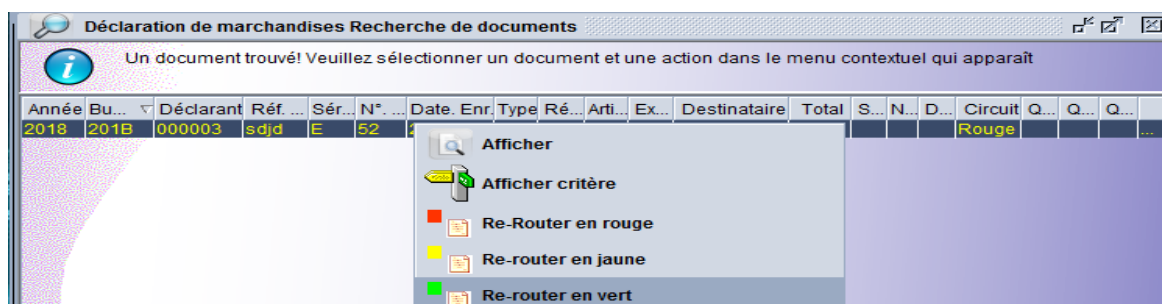 Déclaration de marchandises Recherche de documents
Un document trouvé! Veuillez sélectionner un document et une action dans le menu contextuel qui apparaît
Année Bu... Déclarant Réf. ... Sér... N°. ... Date. Enr. Type Ré... Arti... Ex... Destinataire Total S... N... D... Circuit Q... Q... Q...
2018 201B 000003 sdjd E 52 Rouge ...
Afficher
Afficher critère
Re-Router en rouge
Re-router en jaune
Re-router en vert